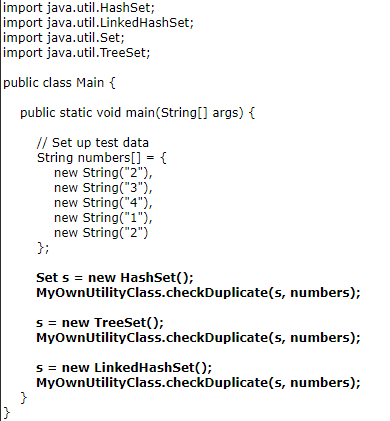 import java.util.HashSet;
import java.util.LinkedHashSet;
import java.util.Set;
import java.util.TreeSet;

public class Main {

    public static void main(String[] args) {

        // Set up test data
        String numbers[] = {
            new String("2"),
            new String("3"),
            new String("4"),
            new String("1"),
            new String("2")
        };

        Set s = new HashSet();
        MyOwnUtilityClass.checkDuplicate(s, numbers);

        s = new TreeSet();
        MyOwnUtilityClass.checkDuplicate(s, numbers);

        s = new LinkedHashSet();
        MyOwnUtilityClass.checkDuplicate(s, numbers);
    }
}